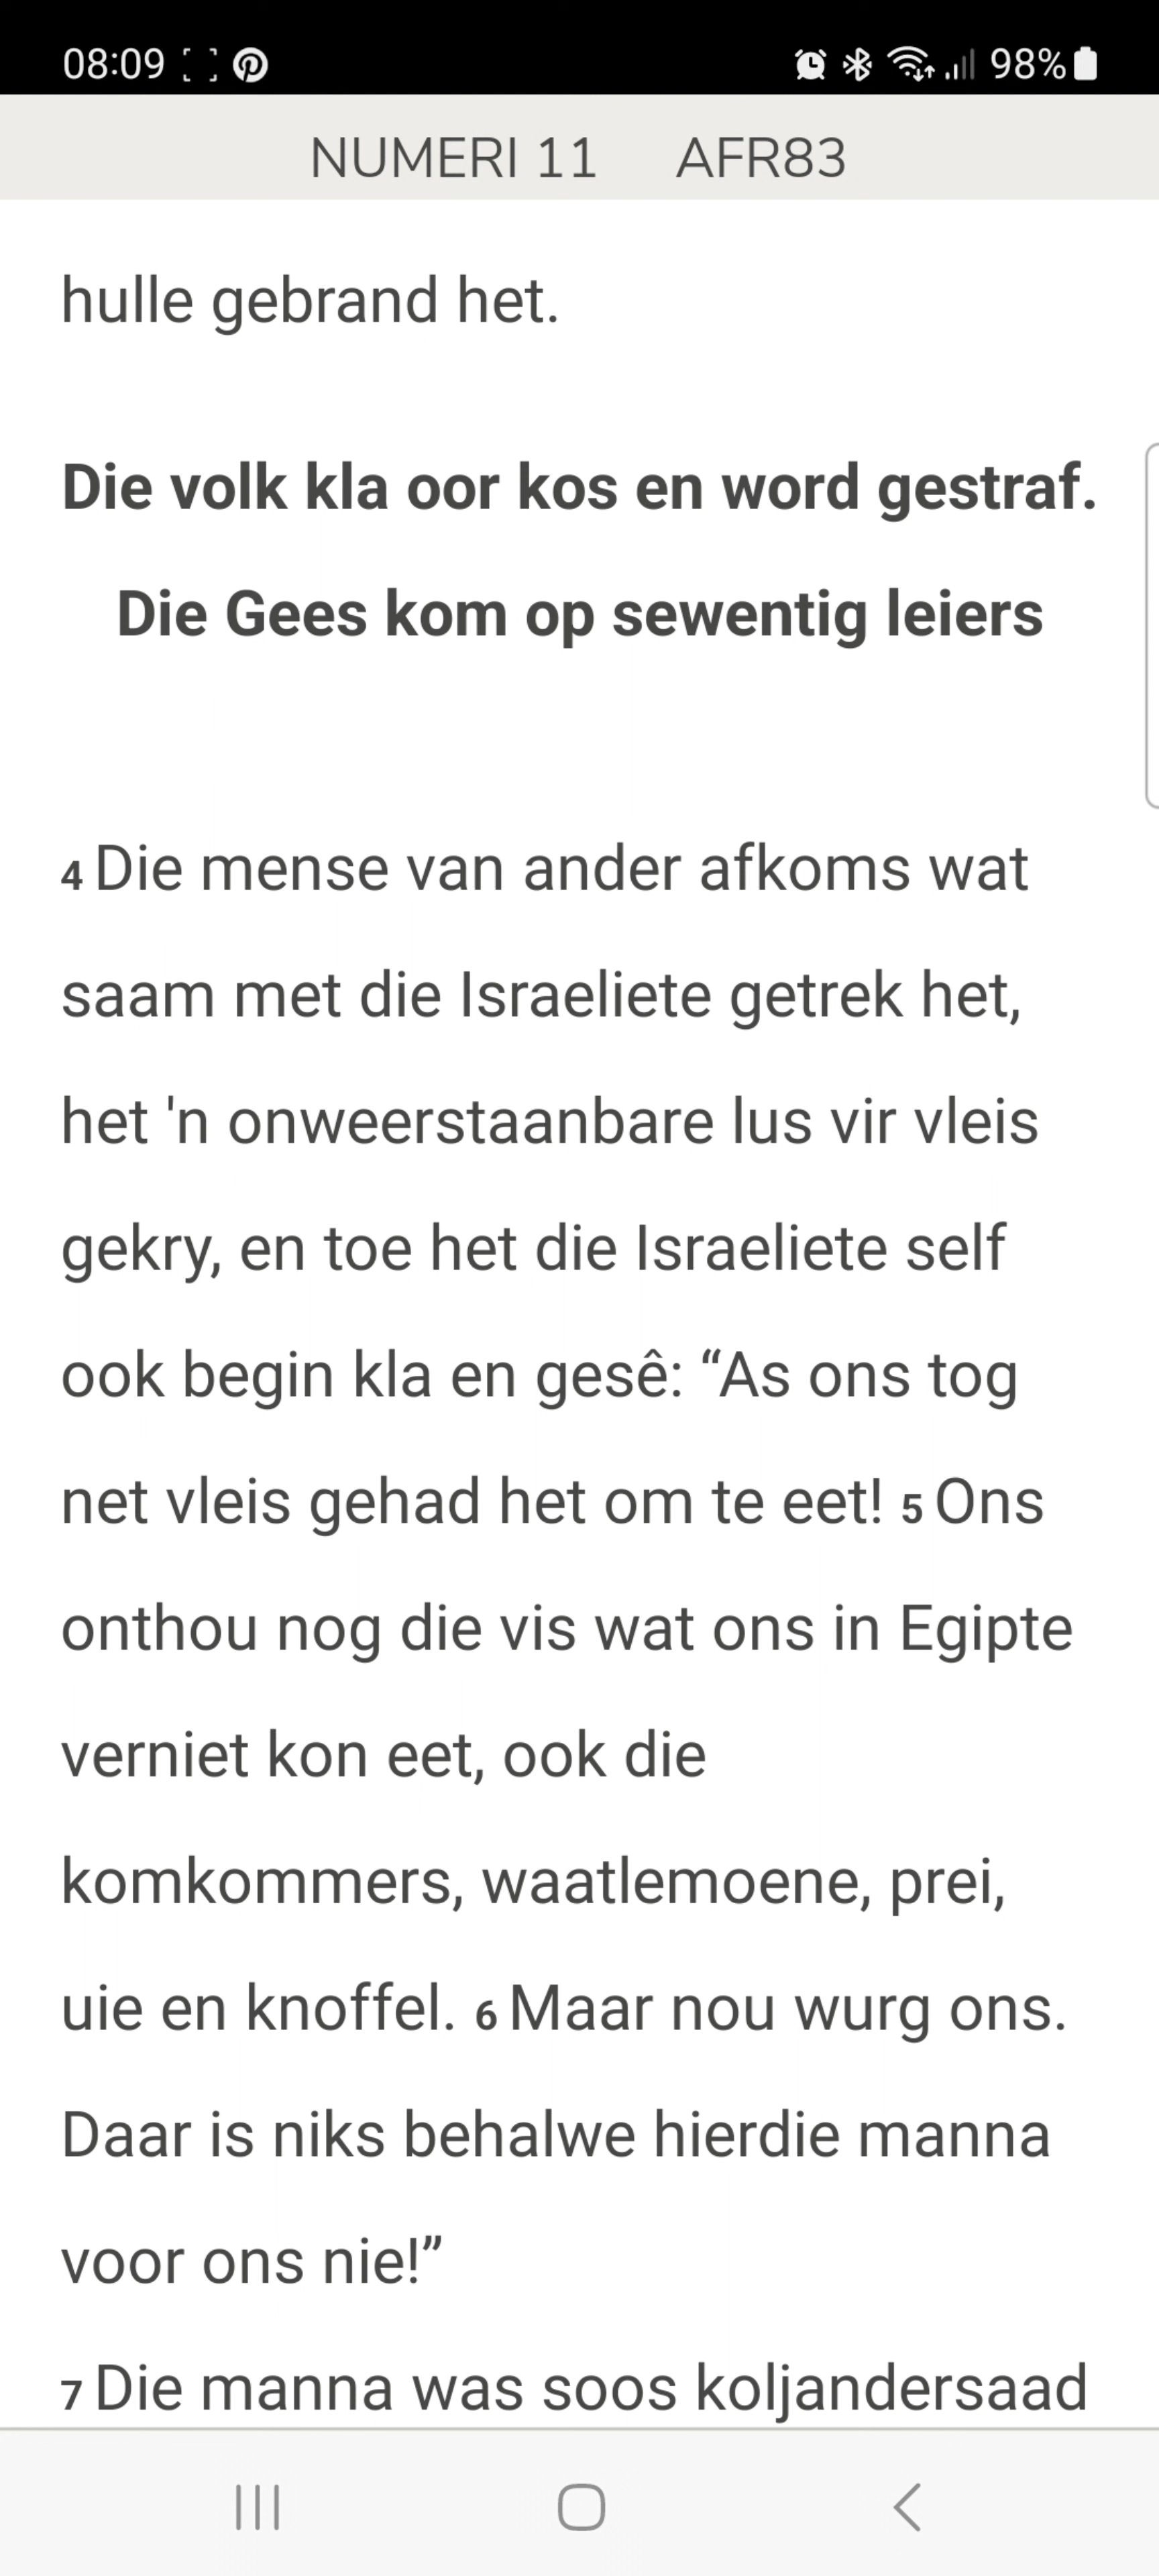 08:09 98%
NUMERI 11 AFR83
hulle gebrand het.
Die volk kla oor kos en word gestraf.
Die Gees kom op sewentig leiers
4 Die mense van ander afkoms wat
saam met die Israeliete getrek het,
het 'n onweerstaanbare lus vir vleis
gekry, en toe het die Israeliete self
ook begin kla en gesê: “As ons tog
net vleis gehad het om te eet! 5 Ons
onthou nog die vis wat ons in Egipte
verniet kon eet, ook die
komkommers, waatlemoene, prei,
uie en knoffel. 6 Maar nou wurg ons.
Daar is niks behalwe hierdie manna
voor ons nie!”
7 Die manna was soos koljandersaad